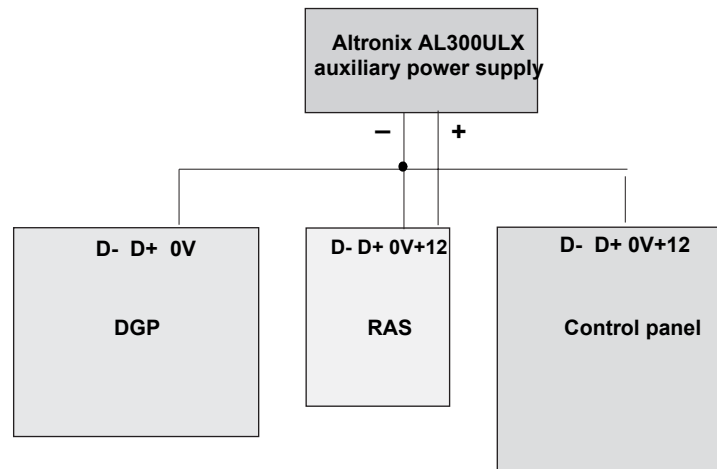 Altronix AL300ULX
auxiliary power supply
– +
D- D+ 0V
D- D+ 0V+12
D- D+ 0V+12
DGP
RAS
Control panel